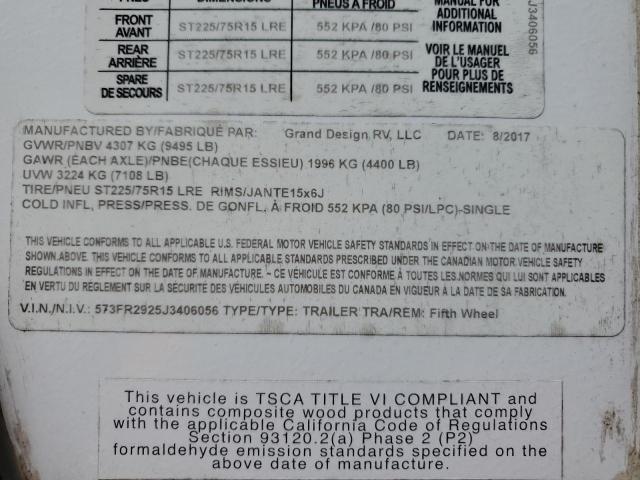 PNEUS À FROID
MANUAL FOR
ADDITIONAL
INFORMATION
J3406056
FRONT
AVANT
ST225/75R15 LRE
552 KPA /80 PSI
REAR
ARRIÈRE
ST225/75R15 LRE
552 KPA /80 PSI
SPARE
DE SECOURS
ST225/75R15 LRE
552 KPA /80 PSI
VOIR LE MANUEL
DE L'USAGER
POUR PLUS DE
RENSEIGNEMENTS
MANUFACTURED BY/FABRIQUÉ PAR: Grand Design RV, LLC DATE: 8/2017
GVWR/PNBV 4307 KG (9495 LB)
GAWR (EACH AXLE)/PNBE(CHAQUE ESSIEU) 1996 KG (4400 LB)
UVW 3224 KG (7108 LB)
TIRE/PNEU ST225/75R15 LRE RIMS/JANTE15x6J
COLD INFL, PRESS/PRESS. DE GONFL, À FROID 552 KPA (80 PSI/LPC)-SINGLE
THIS VEHICLE CONFORMS TO ALL APPLICABLE U.S. FEDERAL MOTOR VEHICLE SAFETY STANDARDS IN EFFECT ON THE DATE OF MANUFACTURE
SHOWN ABOVE. THIS VEHICLE CONFORMS TO ALL APPLICABLE STANDARDS PRESCRIBED UNDER THE CANADIAN MOTOR VEHICLE SAFETY
REGULATIONS IN EFFECT ON THE DATE OF MANUFACTURE. - CE VÉHICULE EST CONFORME À TOUTES LES NORMES QUI LUI SONT APPLICABLES
EN VERTU DU RÈGLEMENT SUR LA SÉCURITÉ DES VÉHICULES AUTOMOBILES DU CANADA EN VIGUEUR À LA DATE DE SA FABRICATION.
V.I.N./N.I.V.: 573FR2925J3406056 TYPE/TYPE: TRAILER TRA/REM: Fifth Wheel
This vehicle is TSCA TITLE VI COMPLIANT and
contains composite wood products that comply
with the applicable California Code of Regulations
Section 93120.2(a) Phase 2 (P2)
formaldehyde emission standards specified on the
above date of manufacture.